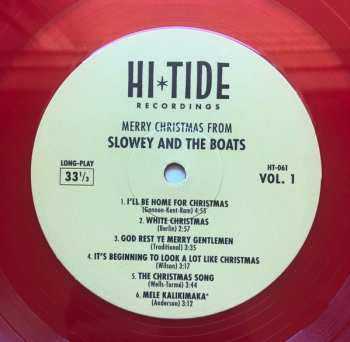 HI★TIDE
RECORDINGS
MERRY CHRISTMAS FROM
SLOWEY AND THE BOATS
LONG-PLAY
33⅓
HT-061
VOL. 1
1. I'LL BE HOME FOR CHRISTMAS
(Gannon-Kent-Ram) 4:58
2. WHITE CHRISTMAS
(Berlin) 2:57
3. GOD REST YE MERRY GENTLEMEN
(Traditional) 3:35
4. IT'S BEGINNING TO LOOK A LOT LIKE CHRISTMAS
(Wilson) 3:17
5. THE CHRISTMAS SONG
(Wells-Tormé) 3:44
6. MELE KALIKIMAKA*
(Anderson) 3:12